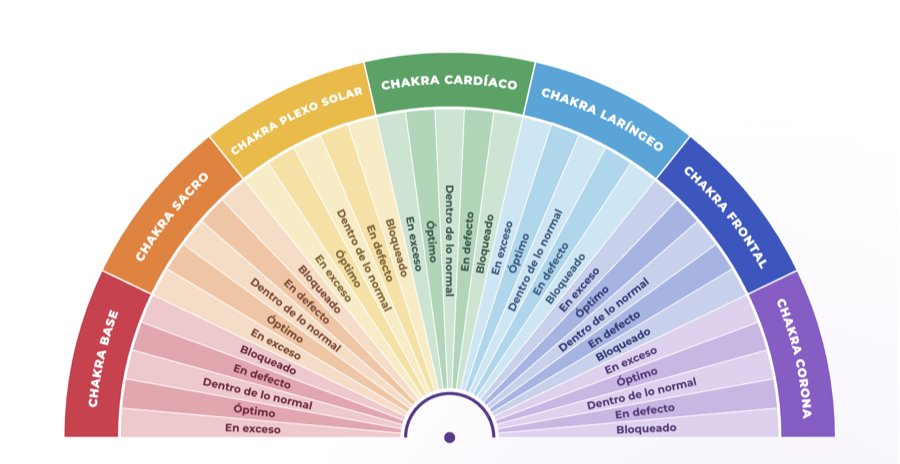 CHAKRA BASE
En exceso
Óptimo
Dentro de lo normal
En defecto
Bloqueado
CHAKRA SACRO
En exceso
Óptimo
Dentro de lo normal
En defecto
Bloqueado
CHAKRA PLEXO SOLAR
En exceso
Óptimo
Dentro de lo normal
En defecto
Bloqueado
CHAKRA CARDÍACO
En exceso
Óptimo
Dentro de lo normal
En defecto
Bloqueado
CHAKRA LARÍNGEO
En exceso
Óptimo
Dentro de lo normal
En defecto
Bloqueado
CHAKRA FRONTAL
En exceso
Óptimo
Dentro de lo normal
En defecto
Bloqueado
CHAKRA CORONA
En exceso
Óptimo
Dentro de lo normal
En defecto
Bloqueado